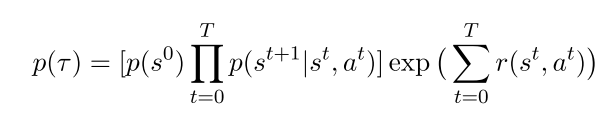 p(τ) = [p(s^0) ∏_{t=0}^{T} p(s^{t+1}|s^t, a^t)] exp (∑_{t=0}^{T} r(s^t, a^t))